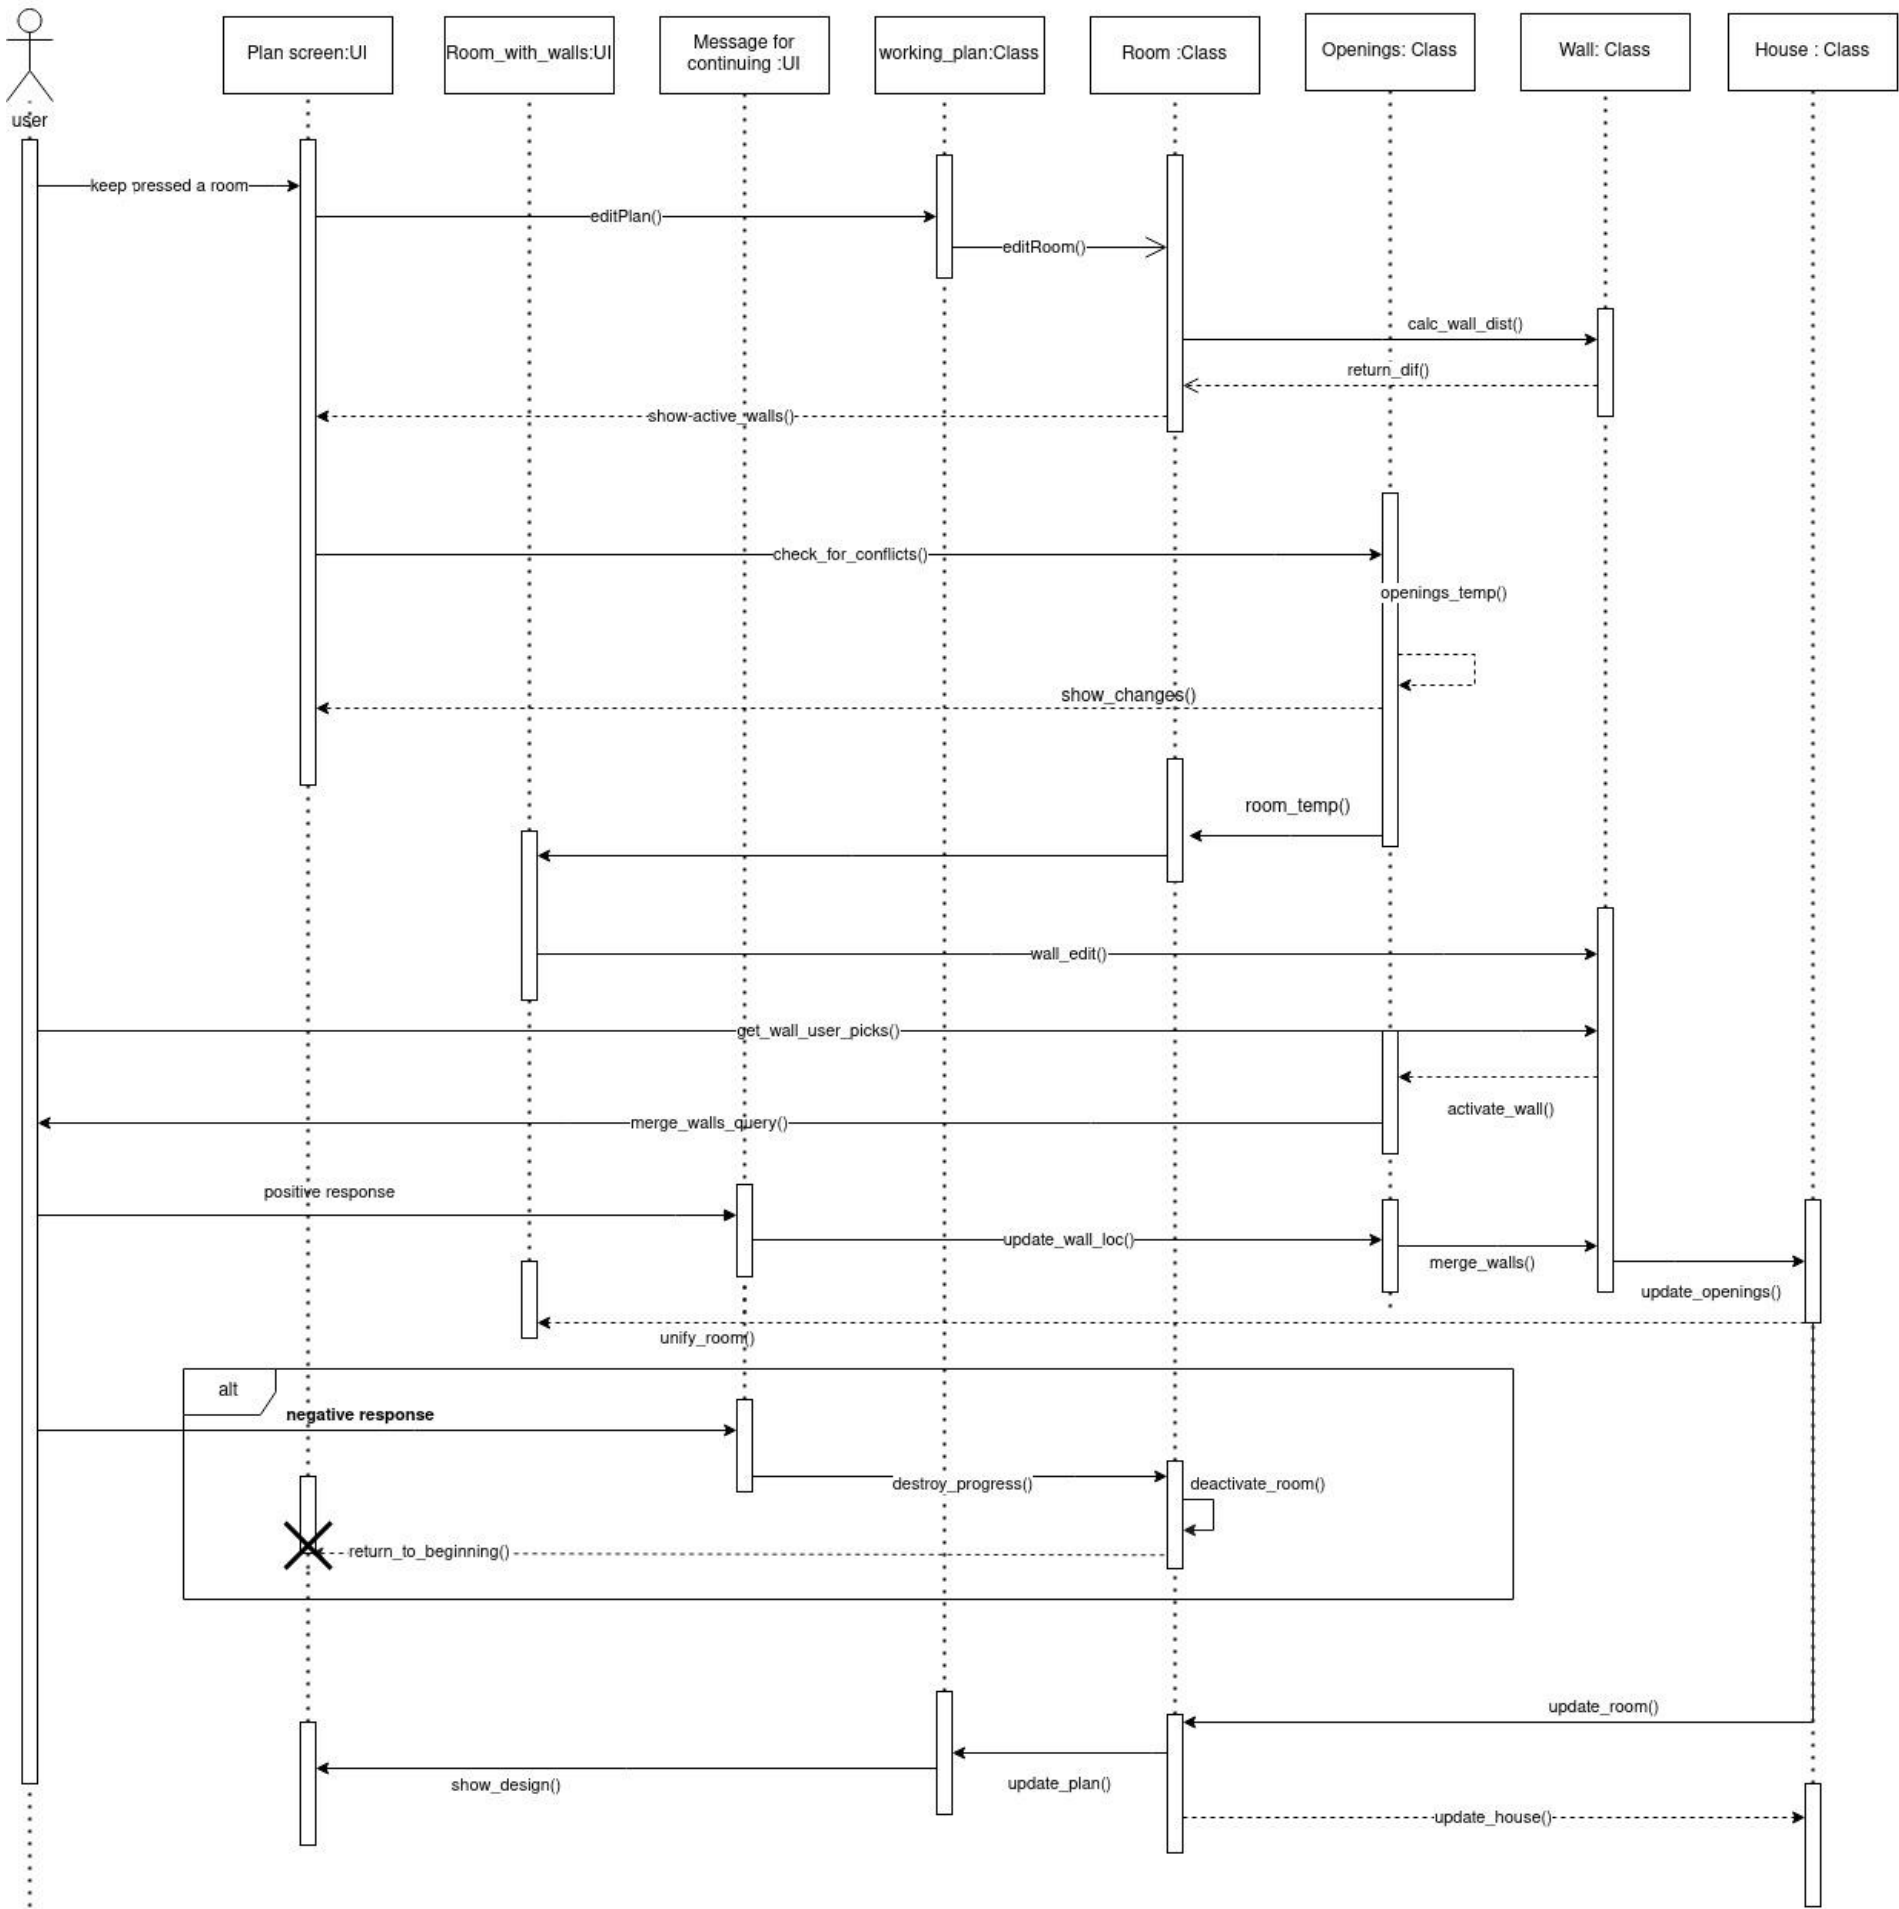 Plan screen:UI
Room_with_walls:UI
Message for
continuing :UI
working_plan:Class
Room :Class
Openings: Class
Wall: Class
House : Class
user
keep pressed a room
editPlan()
editRoom()
calc_wall_dist()
return_dif()
show-active_walls()
check_for_conflicts()
openings_temp()
show_changes()
room_temp()
wall_edit()
get_wall_user_picks()
activate_wall()
merge_walls_query()
positive response
update_wall_loc()
merge_walls()
update_openings()
unify_room()
alt
negative response
destroy_progress()
deactivate_room()
return_to_beginning()
update_room()
update_plan()
show_design()
update_house()